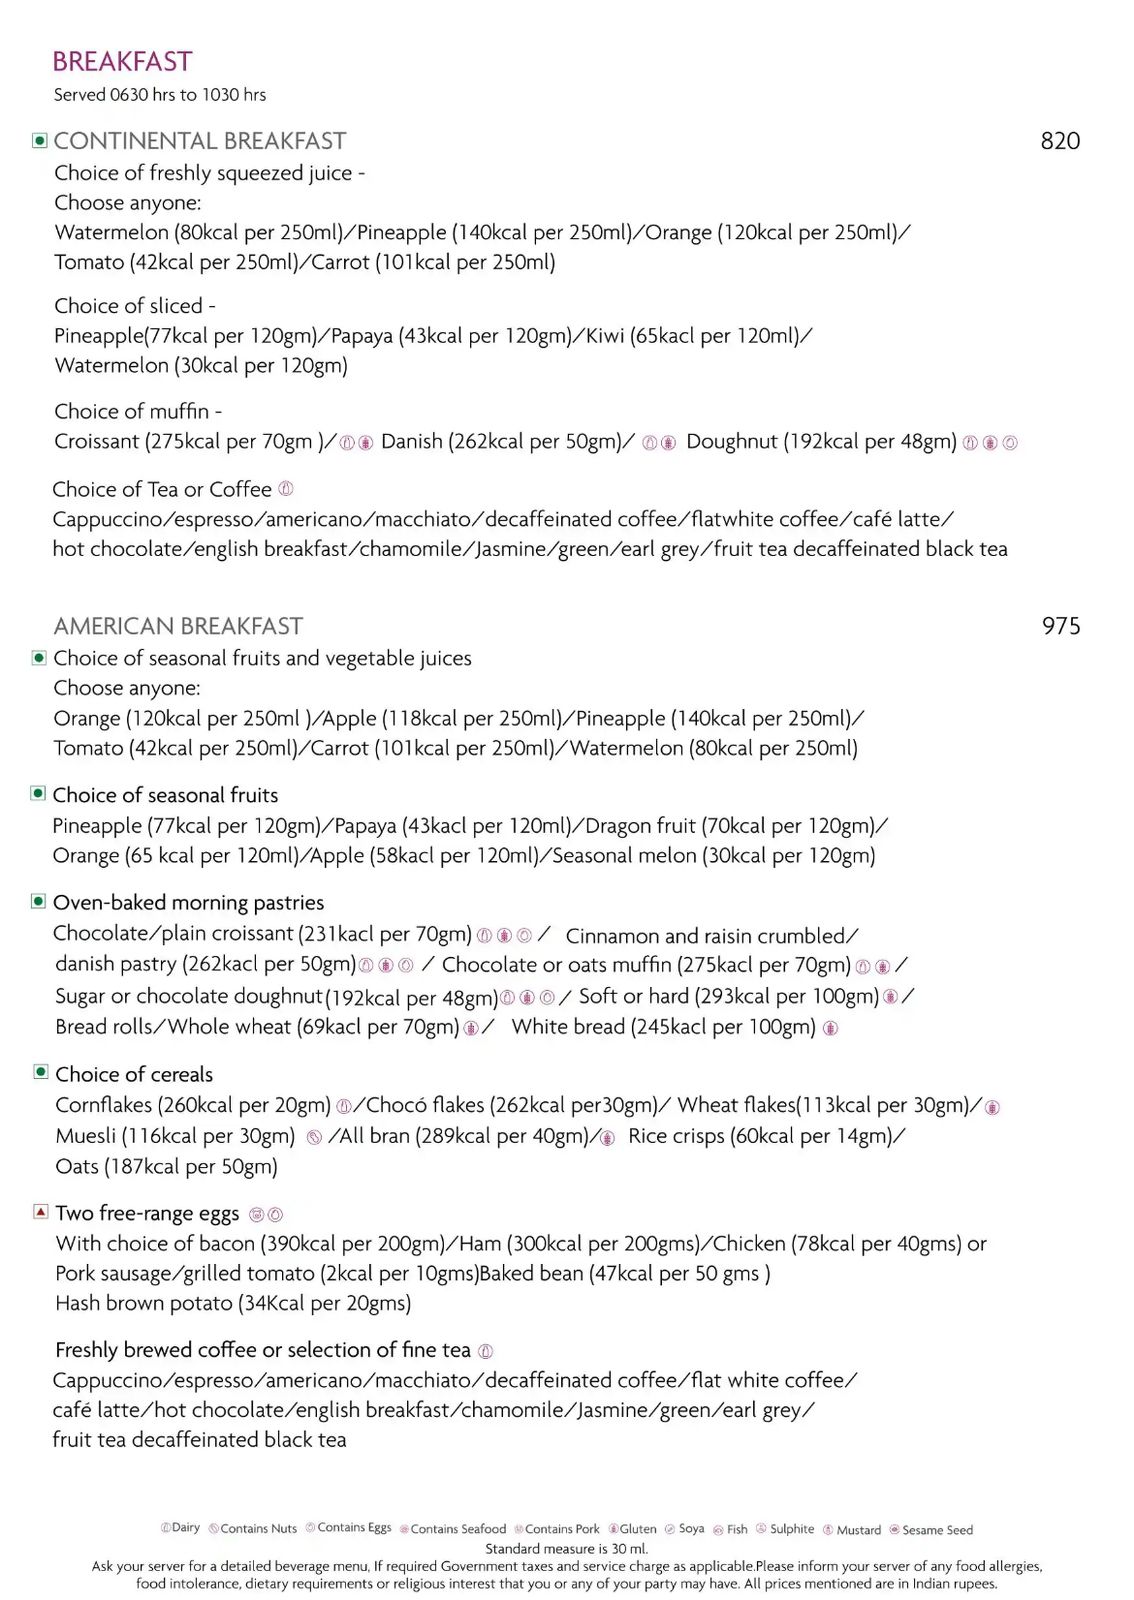 BREAKFAST
Served 0630 hrs to 1030 hrs
CONTINENTAL BREAKFAST 820
Choice of freshly squeezed juice -
Choose anyone:
Watermelon (80kcal per 250ml)/Pineapple (140kcal per 250ml)/Orange (120kcal per 250ml)/
Tomato (42kcal per 250ml)/Carrot (101kcal per 250ml)
Choice of sliced -
Pineapple(77kcal per 120gm)/Papaya (43kcal per 120gm)/Kiwi (65kacl per 120ml)/
Watermelon (30kcal per 120gm)
Choice of muffin -
Croissant (275kcal per 70gm )/ Danish (262kcal per 50gm)/ Doughnut (192kcal per 48gm)
Choice of Tea or Coffee
Cappuccino/espresso/americano/macchiato/decaffeinated coffee/flatwhite coffee/café latte/
hot chocolate/english breakfast/chamomile/Jasmine/green/earl grey/fruit tea decaffeinated black tea
AMERICAN BREAKFAST 975
Choice of seasonal fruits and vegetable juices
Choose anyone:
Orange (120kcal per 250ml )/Apple (118kcal per 250ml)/Pineapple (140kcal per 250ml)/
Tomato (42kcal per 250ml)/Carrot (101kcal per 250ml)/Watermelon (80kcal per 250ml)
Choice of seasonal fruits
Pineapple (77kcal per 120gm)/Papaya (43kacl per 120ml)/Dragon fruit (70kcal per 120gm)/
Orange (65 kcal per 120ml)/Apple (58kacl per 120ml)/Seasonal melon (30kcal per 120gm)
Oven-baked morning pastries
Chocolate/plain croissant (231kacl per 70gm) / Cinnamon and raisin crumbled/
danish pastry (262kacl per 50gm) / Chocolate or oats muffin (275kacl per 70gm) /
Sugar or chocolate doughnut(192kcal per 48gm) / Soft or hard (293kcal per 100gm) /
Bread rolls/Whole wheat (69kacl per 70gm) / White bread (245kacl per 100gm)
Choice of cereals
Cornflakes (260kcal per 20gm) /Chocó flakes (262kcal per30gm)/ Wheat flakes(113kcal per 30gm)/
Muesli (116kcal per 30gm) /All bran (289kcal per 40gm)/ Rice crisps (60kcal per 14gm)/
Oats (187kcal per 50gm)
Two free-range eggs
With choice of bacon (390kcal per 200gm)/Ham (300kcal per 200gms)/Chicken (78kcal per 40gms) or
Pork sausage/grilled tomato (2kcal per 10gms)Baked bean (47kcal per 50 gms )
Hash brown potato (34Kcal per 20gms)
Freshly brewed coffee or selection of fine tea
Cappuccino/espresso/americano/macchiato/decaffeinated coffee/flat white coffee/
café latte/hot chocolate/english breakfast/chamomile/Jasmine/green/earl grey/
fruit tea decaffeinated black tea
Dairy Contains Nuts Contains Eggs Contains Seafood Contains Pork Gluten Soya Fish Sulphite Mustard Sesame Seed
Standard measure is 30 ml.
Ask your server for a detailed beverage menu, If required Government taxes and service charge as applicable.Please inform your server of any food allergies,
food intolerance, dietary requirements or religious interest that you or any of your party may have. All prices mentioned are in Indian rupees.